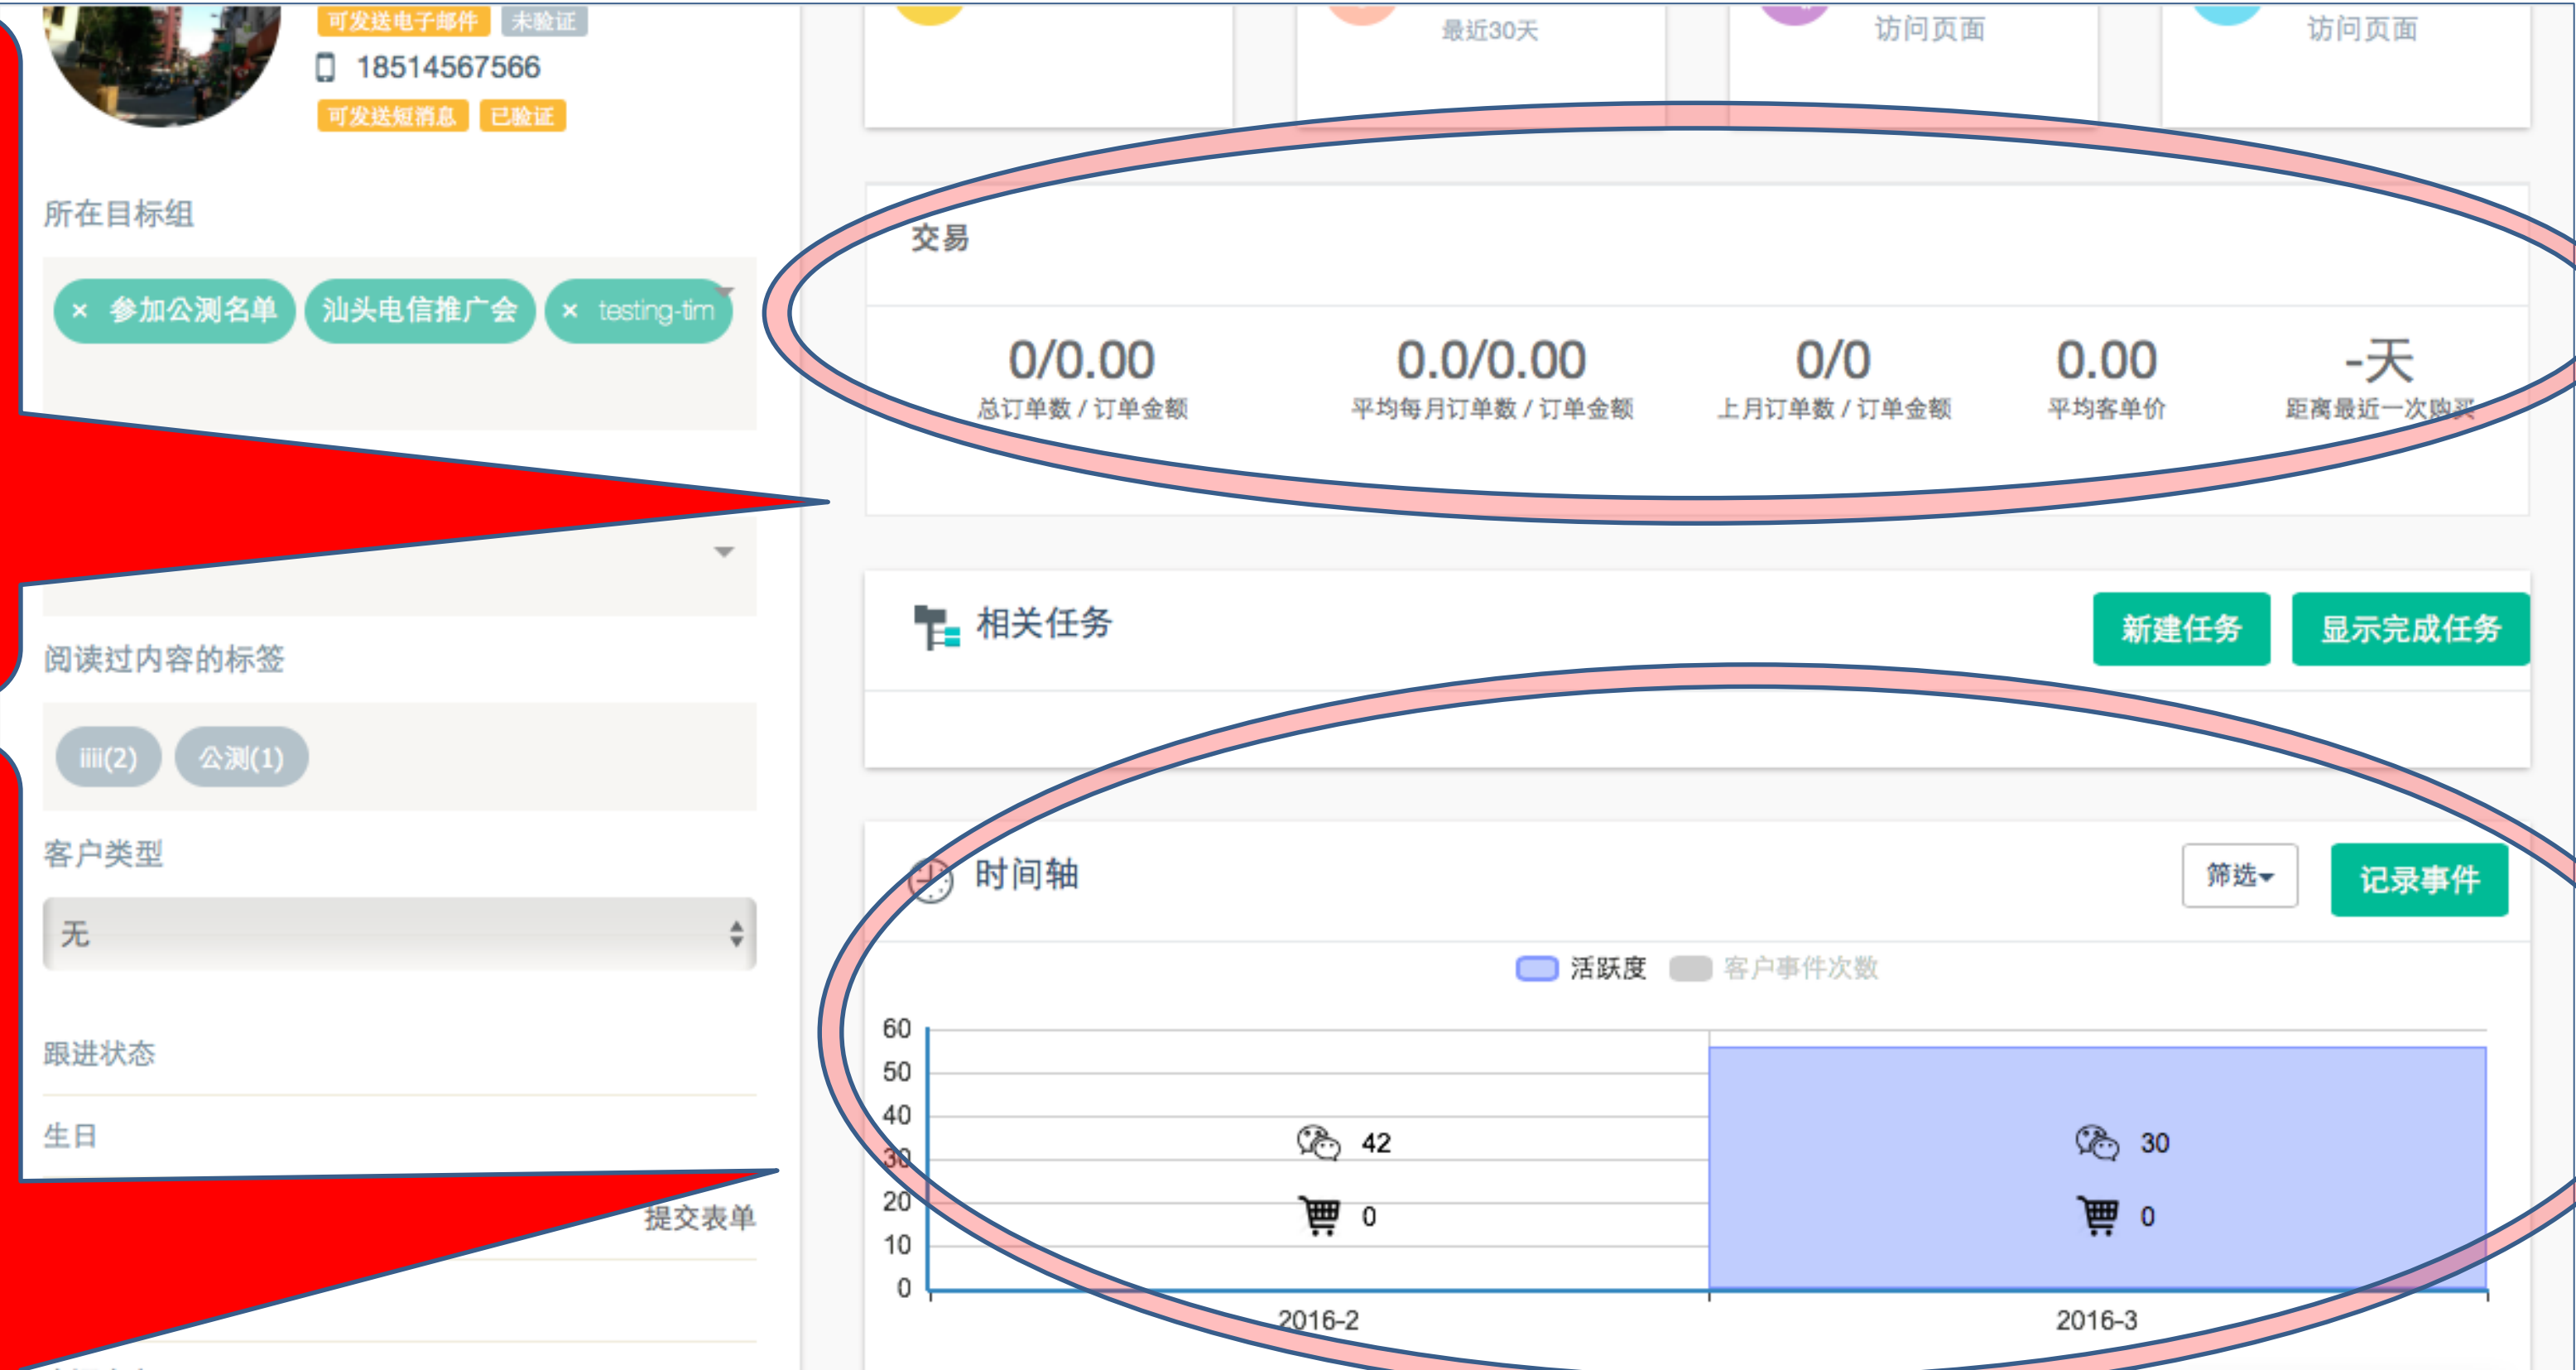 可发送电子邮件 未验证
18514567566
可发送短消息 已验证
所在目标组
× 参加公测名单 汕头电信推广会 × testing-tim
阅读过内容的标签
iiii(2) 公测(1)
客户类型
无
跟进状态
生日
提交表单
最近30天
访问页面
访问页面
交易
0/0.00 0.0/0.00 0/0 0.00 -天
总订单数 / 订单金额 平均每月订单数 / 订单金额 上月订单数 / 订单金额 平均客单价 距离最近一次购买
相关任务 新建任务 显示完成任务
时间轴 筛选 记录事件
活跃度 客户事件次数
60
50
40
42 30
30
20
0 0
10
0
2016-2 2016-3